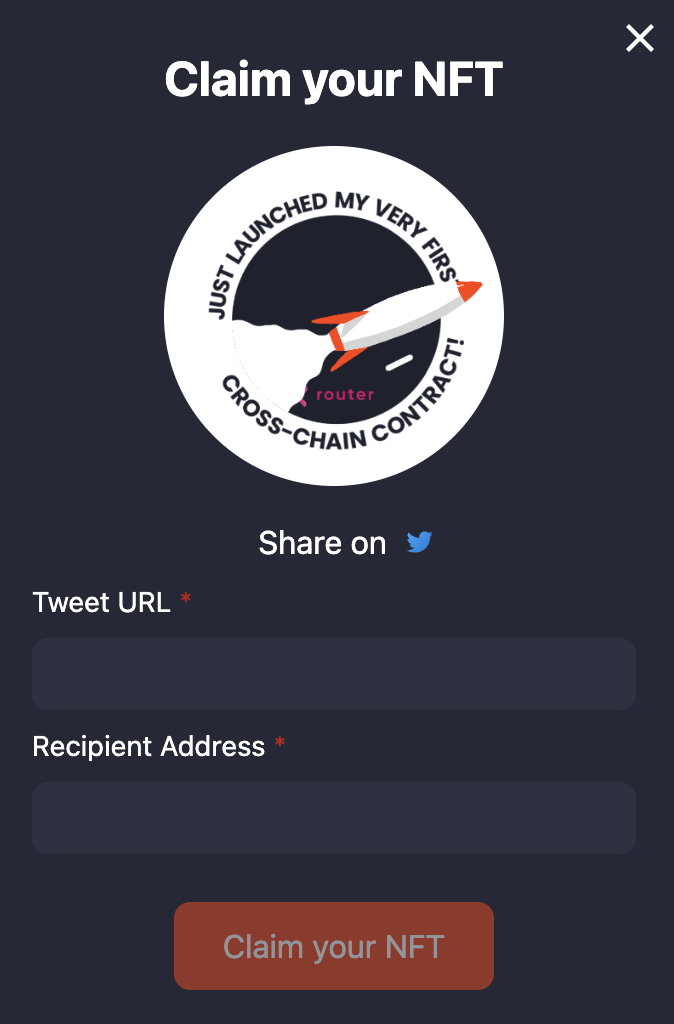 Claim your NFT
JUST LAUNCHED MY VERY FIRS
router
CROSS-CHAIN CONTRACT!
Share on
Tweet URL *
Recipient Address *
Claim your NFT